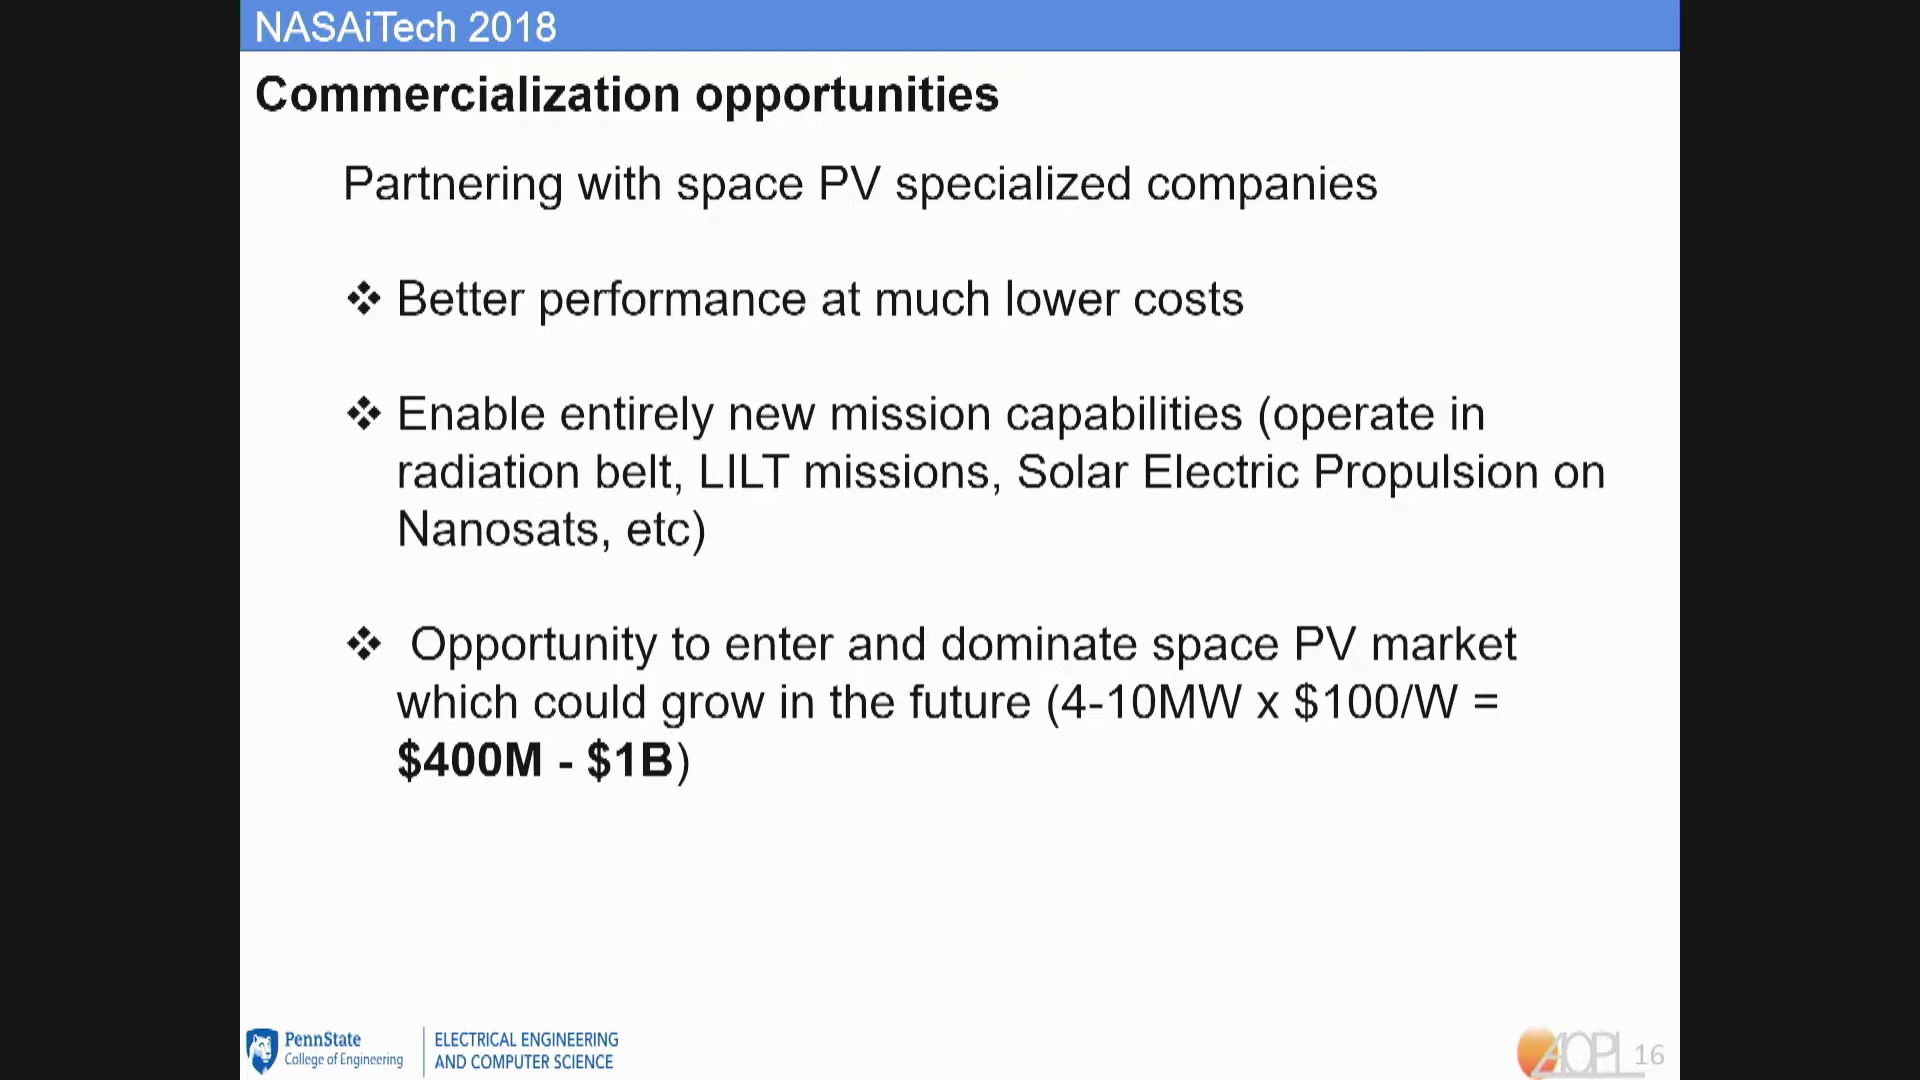 NASAiTech 2018
Commercialization opportunities
Partnering with space PV specialized companies
❖ Better performance at much lower costs
❖ Enable entirely new mission capabilities (operate in
radiation belt, LILT missions, Solar Electric Propulsion on
Nanosats, etc)
❖ Opportunity to enter and dominate space PV market
which could grow in the future (4-10MW x $100/W =
$400M - $1B)
PennState
College of Engineering
ELECTRICAL ENGINEERING
AND COMPUTER SCIENCE
AOPL
16